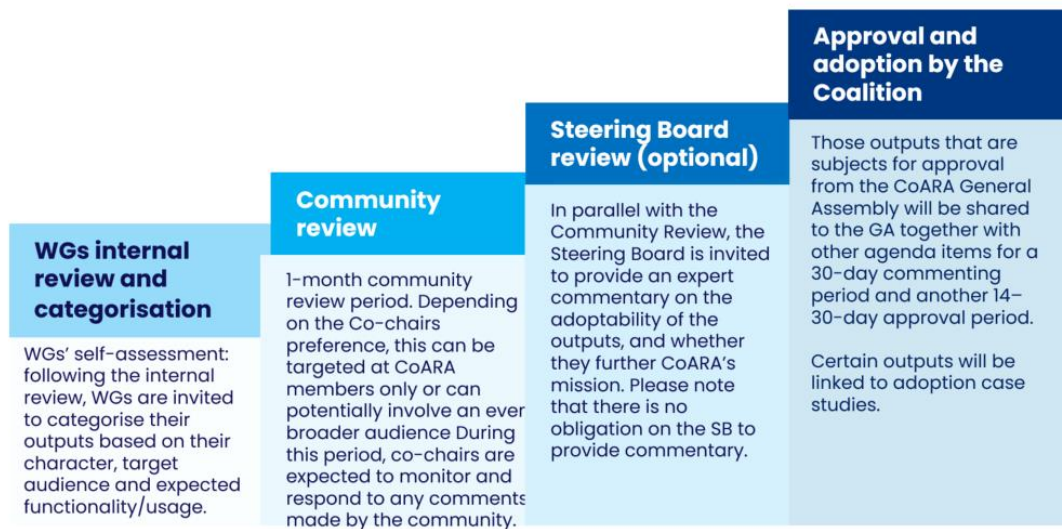 WGs internal
review and
categorisation
WGs' self-assessment:
following the internal
review, WGs are invited
to categorise their
outputs based on their
character, target
audience and expected
functionality/usage.
Community
review
1-month community
review period. Depending
on the Co-chairs
preference, this can be
targeted at CoARA
members only or can
potentially involve an even
broader audience During
this period, co-chairs are
expected to monitor and
respond to any comments
made by the community.
Steering Board
review (optional)
In parallel with the
Community Review, the
Steering Board is invited
to provide an expert
commentary on the
adoptability of the
outputs, and whether
they further CoARA's
mission. Please note
that there is no
obligation on the SB to
provide commentary.
Approval and
adoption by the
Coalition
Those outputs that are
subjects for approval
from the CoARA General
Assembly will be shared
to the GA together with
other agenda items for a
30-day commenting
period and another 14–
30-day approval period.
Certain outputs will be
linked to adoption case
studies.